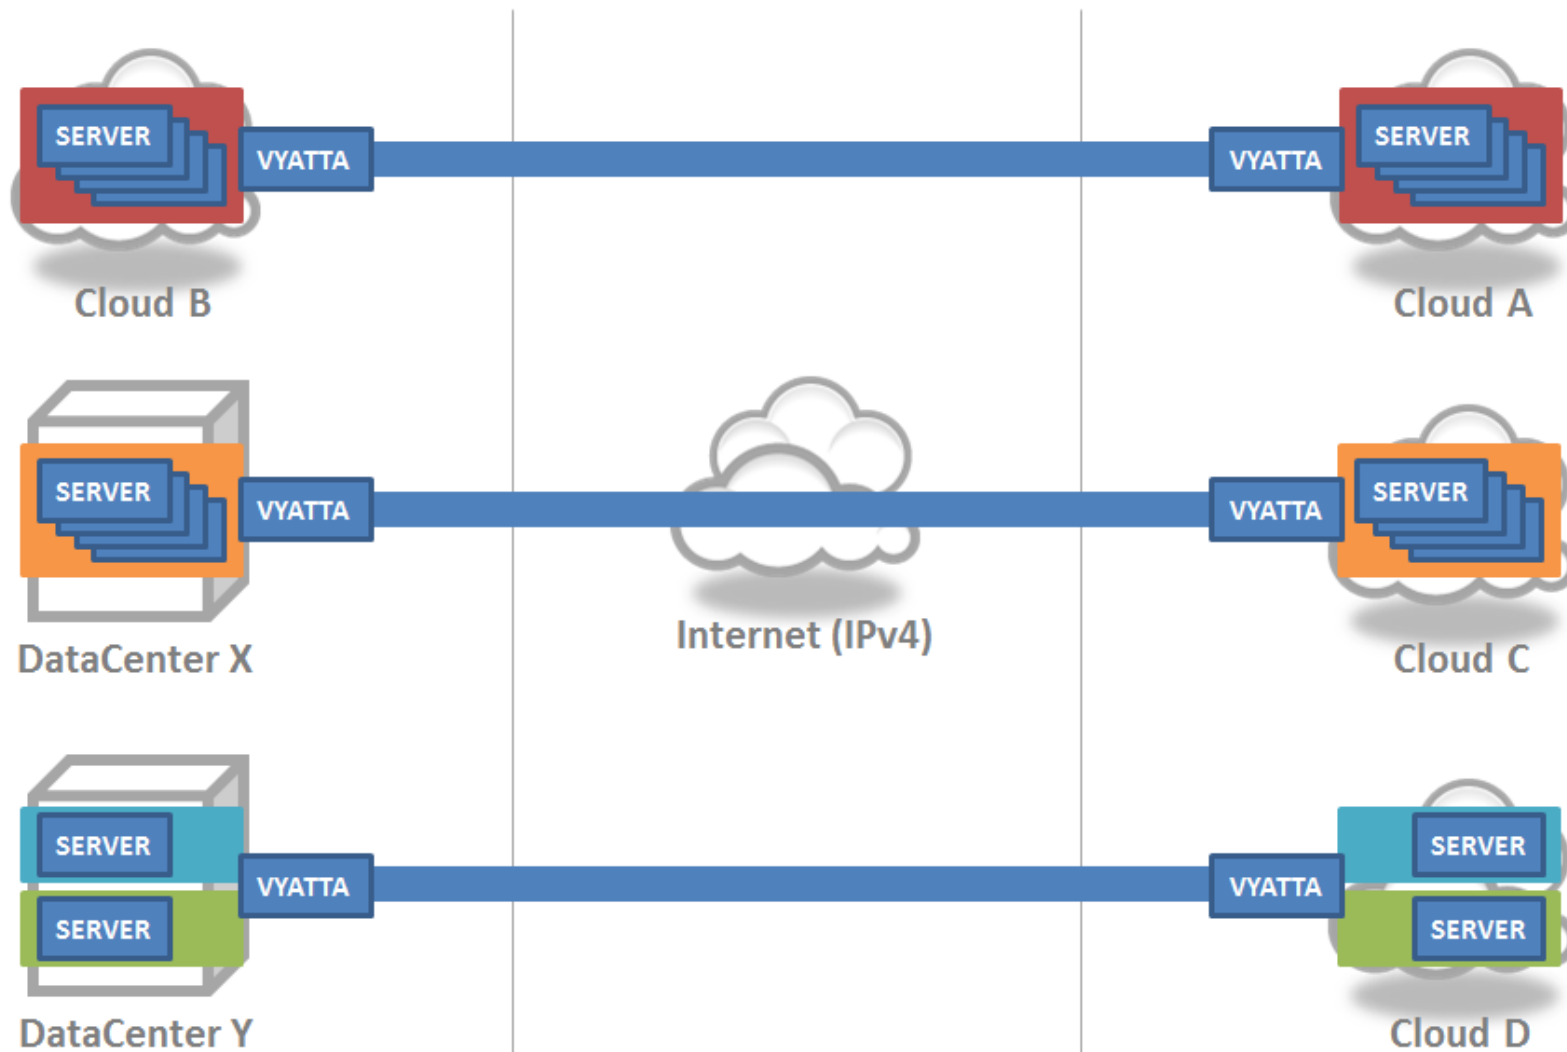 SERVER
VYATTA
VYATTA
SERVER
Cloud B
Cloud A
SERVER
VYATTA
VYATTA
SERVER
Internet (IPv4)
DataCenter X
Cloud C
SERVER
SERVER
VYATTA
VYATTA
SERVER
SERVER
DataCenter Y
Cloud D